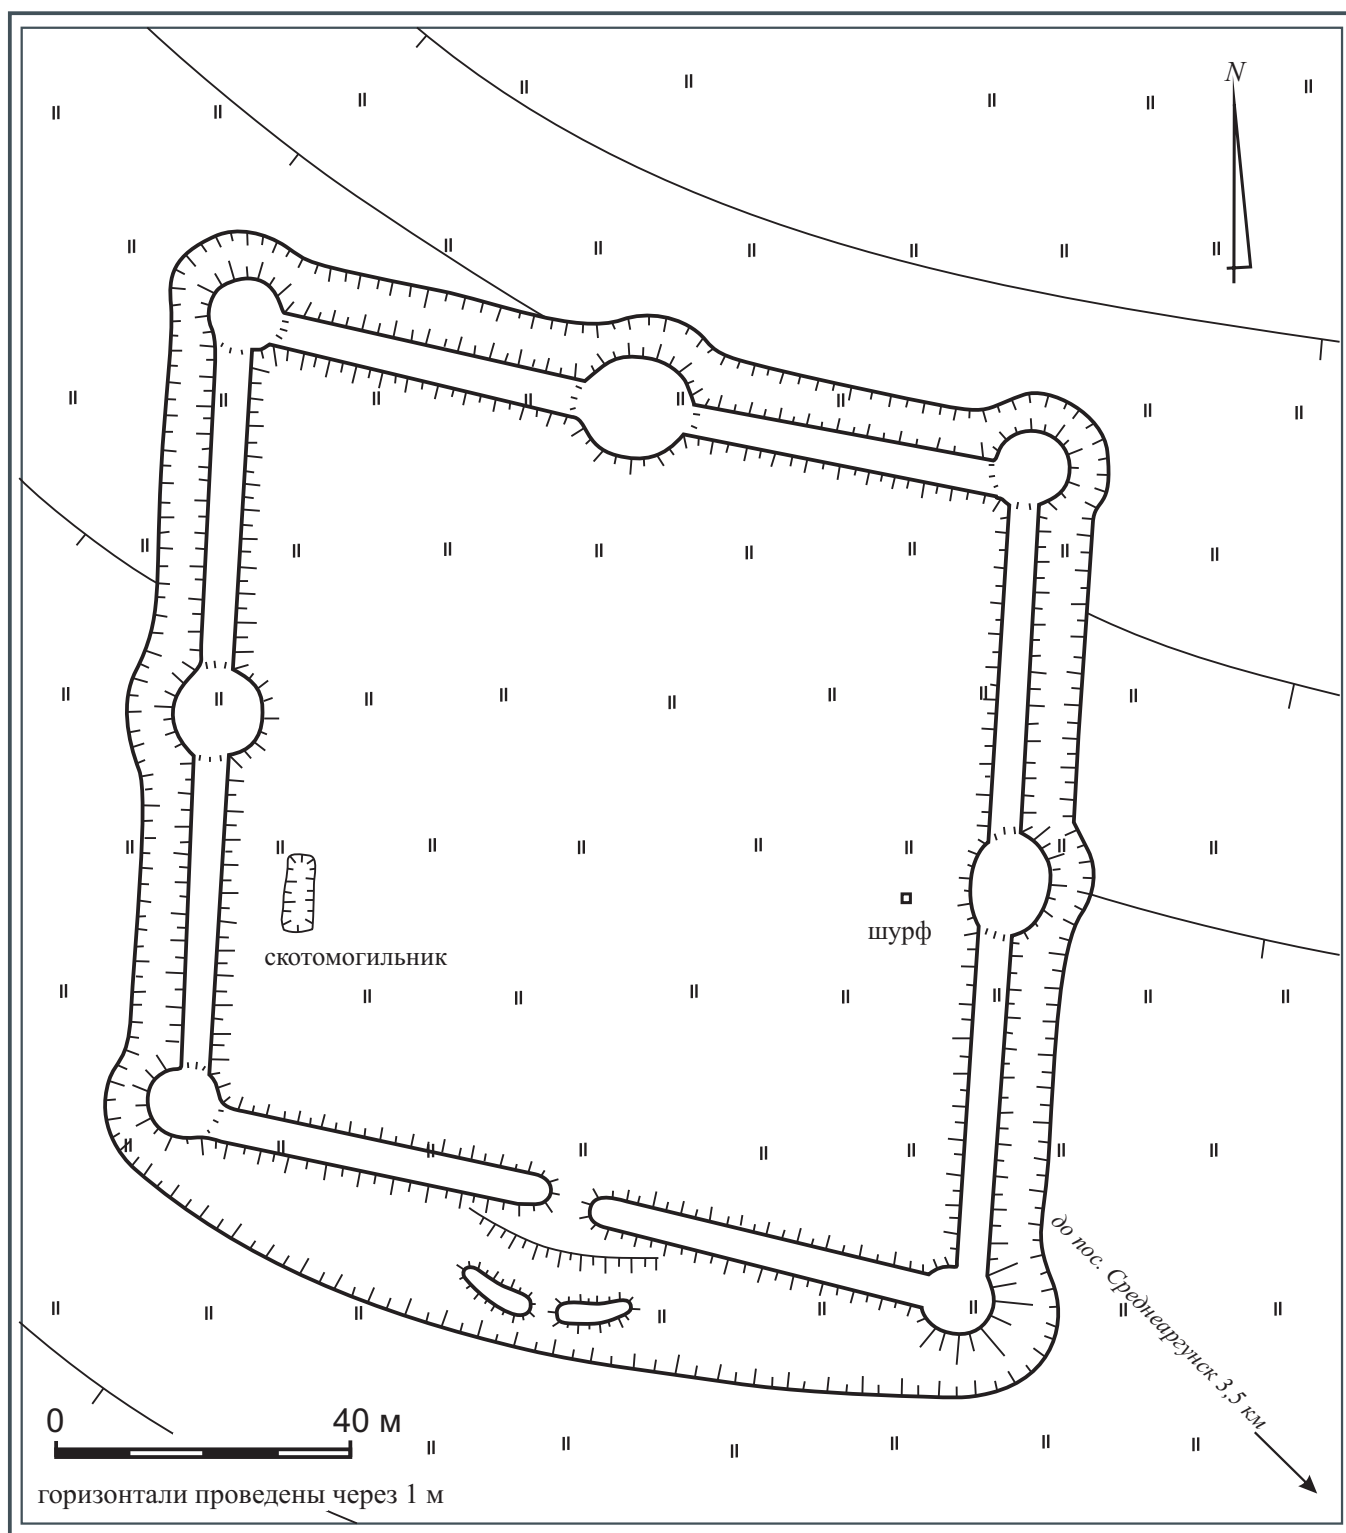 N
шурф
скотомогильник
до пос. Среднеаргунск 3,5 км
0 40 м
горизонтали проведены через 1 м